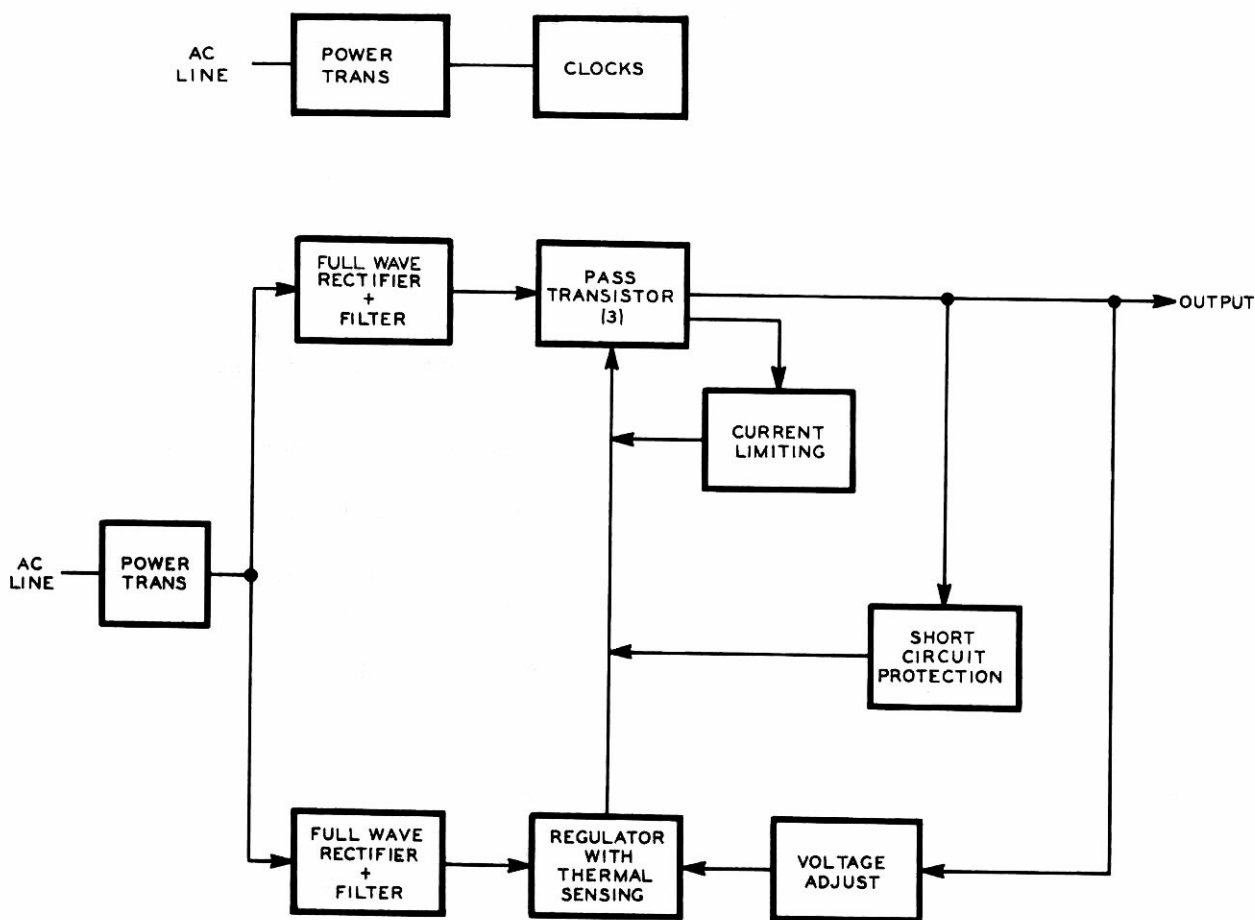 AC
LINE
POWER
TRANS
CLOCKS
FULL WAVE
RECTIFIER
+
FILTER
PASS
TRANSISTOR
(3)
OUTPUT
CURRENT
LIMITING
AC
LINE
POWER
TRANS
SHORT
CIRCUIT
PROTECTION
FULL WAVE
RECTIFIER
+
FILTER
REGULATOR
WITH
THERMAL
SENSING
VOLTAGE
ADJUST